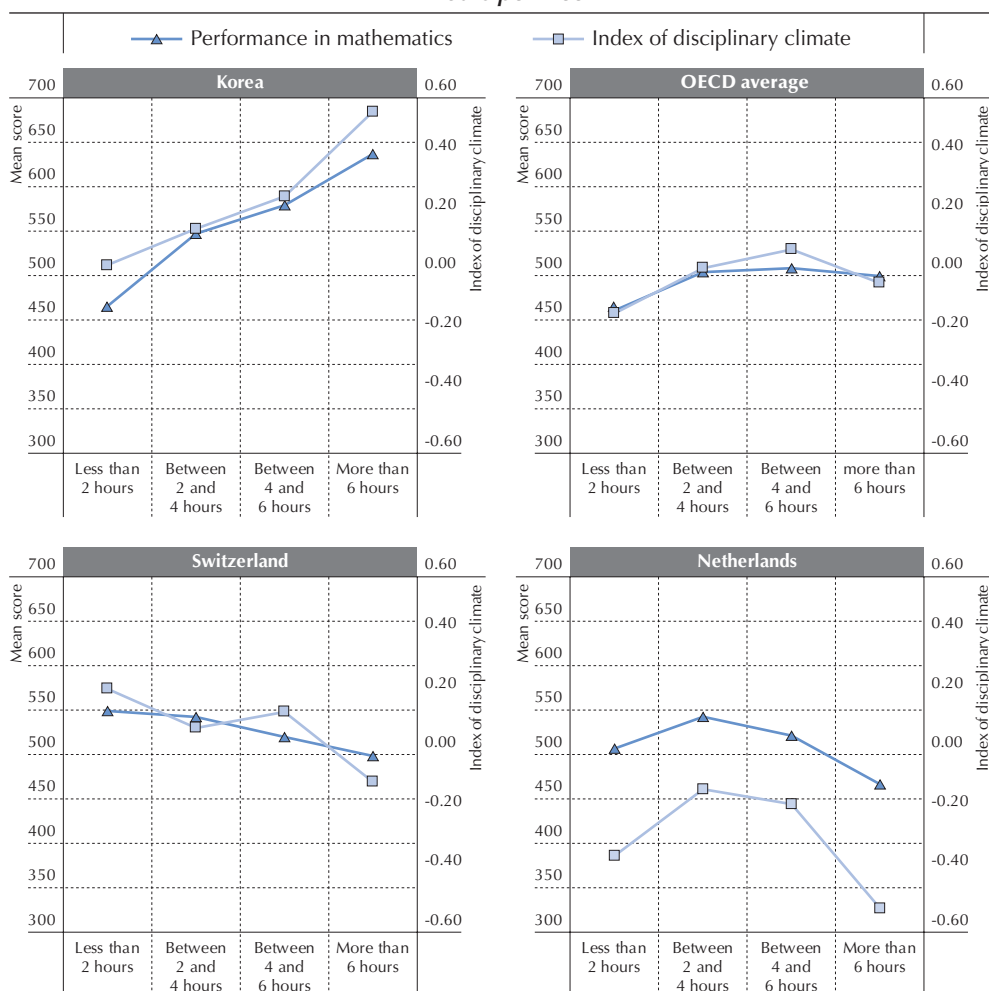 Performance in mathematics
Index of disciplinary climate
Korea
Mean score
700
650
600
550
500
450
400
350
300
0.60
0.40
0.20
0.00
-0.20
-0.40
-0.60
Index of disciplinary climate
Less than
2 hours
Between
2 and
4 hours
Between
4 and
6 hours
More than
6 hours
OECD average
Mean score
700
650
600
550
500
450
400
350
300
0.60
0.40
0.20
0.00
-0.20
-0.40
-0.60
Index of disciplinary climate
Less than
2 hours
Between
2 and
4 hours
Between
4 and
6 hours
more than
6 hours
Switzerland
Mean score
700
650
600
550
500
450
400
350
300
0.60
0.40
0.20
0.00
-0.20
-0.40
-0.60
Index of disciplinary climate
Less than
2 hours
Between
2 and
4 hours
Between
4 and
6 hours
More than
6 hours
Netherlands
Mean score
700
650
600
550
500
450
400
350
300
0.60
0.40
0.20
0.00
-0.20
-0.40
-0.60
Index of disciplinary climate
Less than
2 hours
Between
2 and
4 hours
Between
4 and
6 hours
More than
6 hours